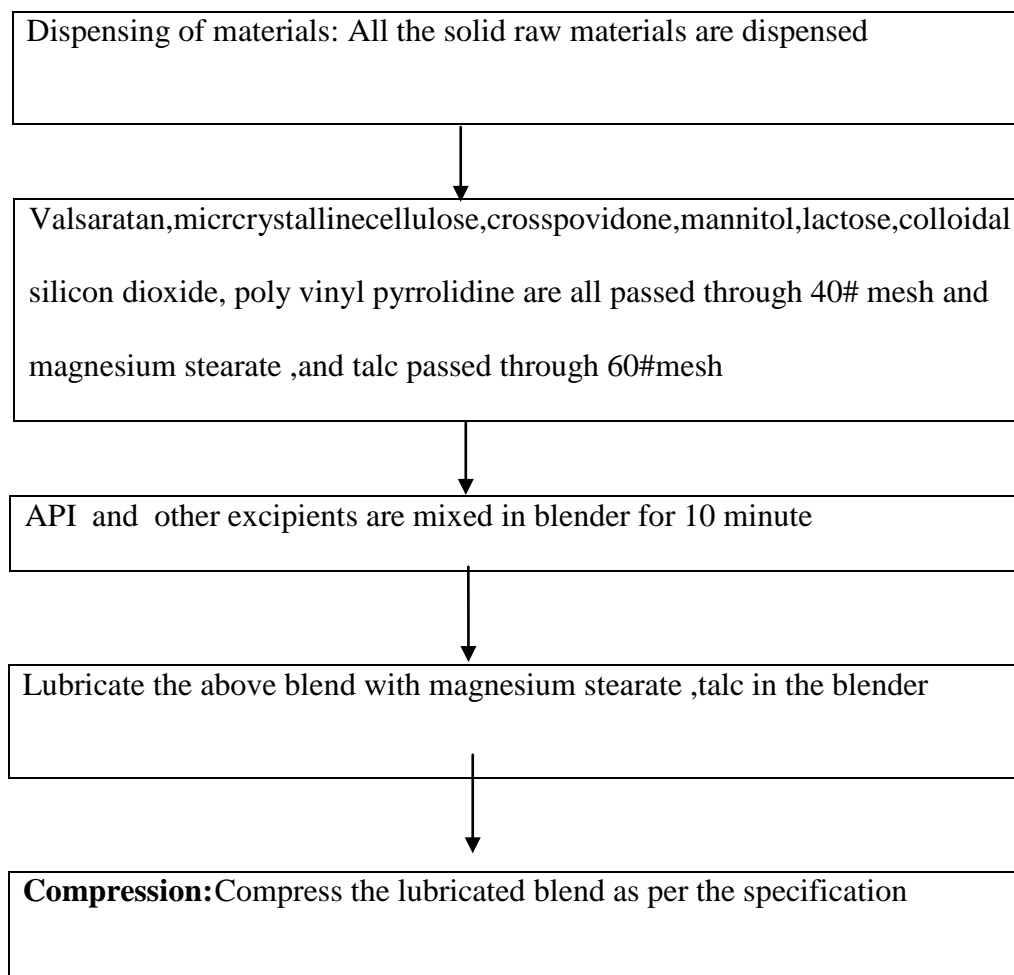 Dispensing of materials: All the solid raw materials are dispensed
Valsaratan,micrcrystallinecellulose,crosspovidone,mannitol,lactose,colloidal
silicon dioxide, poly vinyl pyrrolidine are all passed through 40# mesh and
magnesium stearate ,and talc passed through 60#mesh
API and other excipients are mixed in blender for 10 minute
Lubricate the above blend with magnesium stearate ,talc in the blender
Compression:Compress the lubricated blend as per the specification